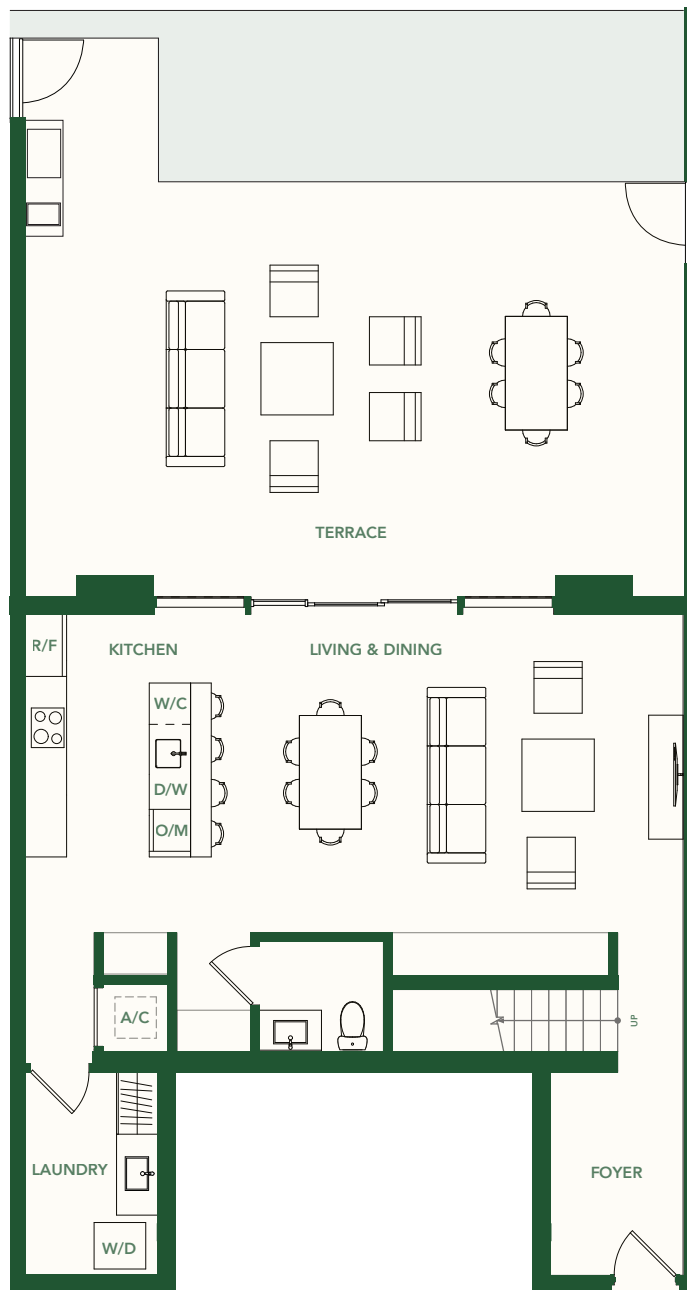 TERRACE
R/F
KITCHEN
LIVING & DINING
W/C
D/W
O/M
A/C
UP
LAUNDRY
FOYER
W/D